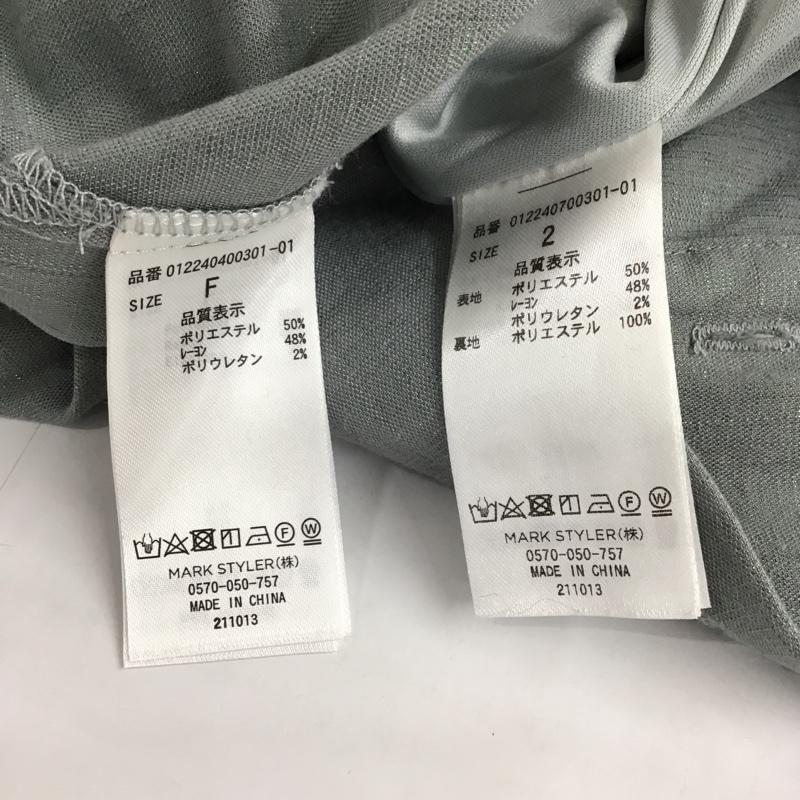 品番 012240400301-01
SIZE F
品質表示
ポリエステル 50%
レーヨン 48%
ポリウレタン 2%
MARK STYLER(株)
0570-050-757
MADE IN CHINA
211013
品番 012240700301-01
SIZE 2
品質表示
表地 ポリエステル 50%
レーヨン 48%
ポリウレタン 2%
裏地 ポリエステル 100%
F W
MARK STYLER(株)
0570-050-757
MADE IN CHINA
211013